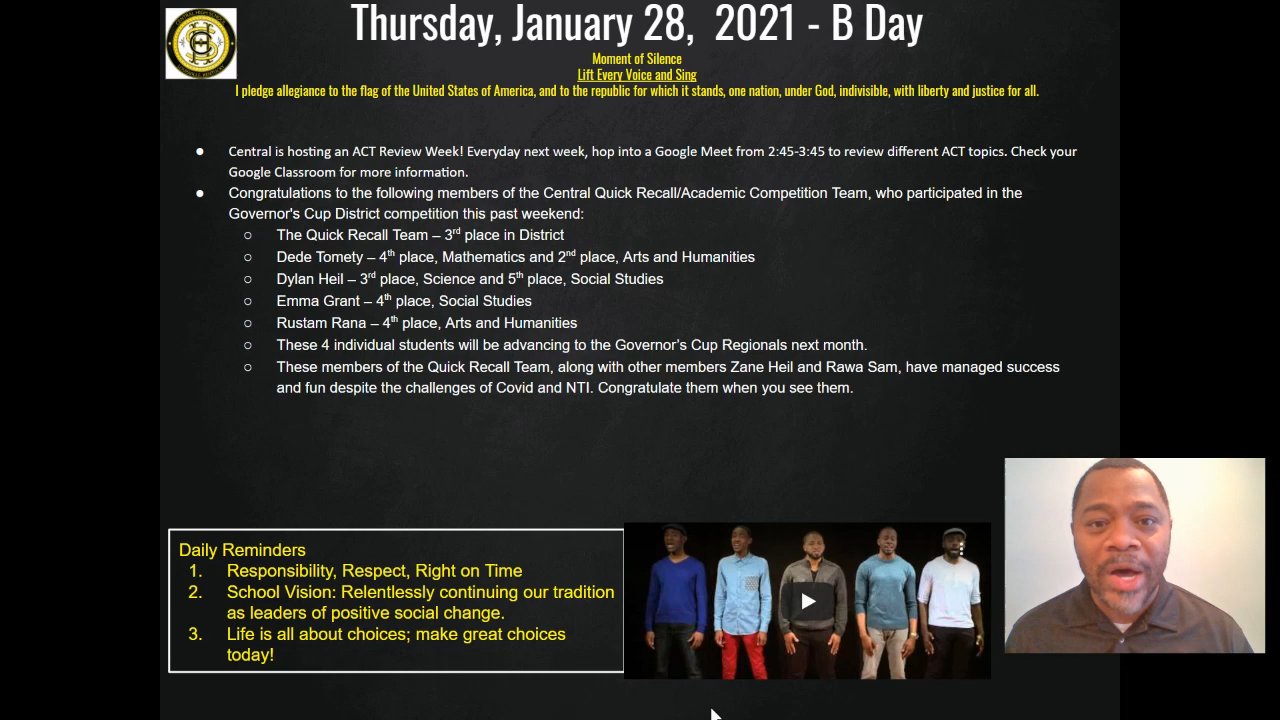 Thursday, January 28, 2021 - B Day
Moment of Silence
Lift Every Voice and Sing
I pledge allegiance to the flag of the United States of America, and to the republic for which it stands, one nation, under God, indivisible, with liberty and justice for all.
● Central is hosting an ACT Review Week! Everyday next week, hop into a Google Meet from 2:45-3:45 to review different ACT topics. Check your
Google Classroom for more information.
● Congratulations to the following members of the Central Quick Recall/Academic Competition Team, who participated in the
Governor's Cup District competition this past weekend:
○ The Quick Recall Team – 3rd place in District
○ Dede Tomety – 4th place, Mathematics and 2nd place, Arts and Humanities
○ Dylan Heil – 3rd place, Science and 5th place, Social Studies
○ Emma Grant – 4th place, Social Studies
○ Rustam Rana – 4th place, Arts and Humanities
○ These 4 individual students will be advancing to the Governor's Cup Regionals next month.
○ These members of the Quick Recall Team, along with other members Zane Heil and Rawa Sam, have managed success
and fun despite the challenges of Covid and NTI. Congratulate them when you see them.
Daily Reminders
1. Responsibility, Respect, Right on Time
2. School Vision: Relentlessly continuing our tradition
as leaders of positive social change.
3. Life is all about choices; make great choices
today!